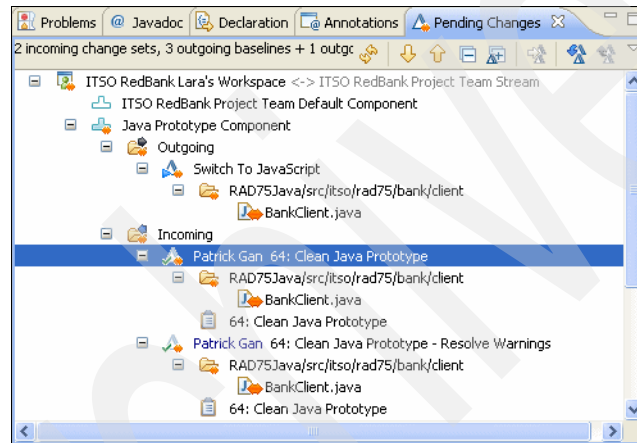 Problems @ Javadoc Declaration Annotations Pending Changes
2 incoming change sets, 3 outgoing baselines + 1 outgc
ITSO RedBank Lara's Workspace <-> ITSO RedBank Project Team Stream
ITSO RedBank Project Team Default Component
Java Prototype Component
Outgoing
Switch To JavaScript
RAD75Java/src/itso/rad75/bank/client
BankClient.java
Incoming
Patrick Gan 64: Clean Java Prototype
RAD75Java/src/itso/rad75/bank/client
BankClient.java
64: Clean Java Prototype
Patrick Gan 64: Clean Java Prototype - Resolve Warnings
RAD75Java/src/itso/rad75/bank/client
BankClient.java
64: Clean Java Prototype